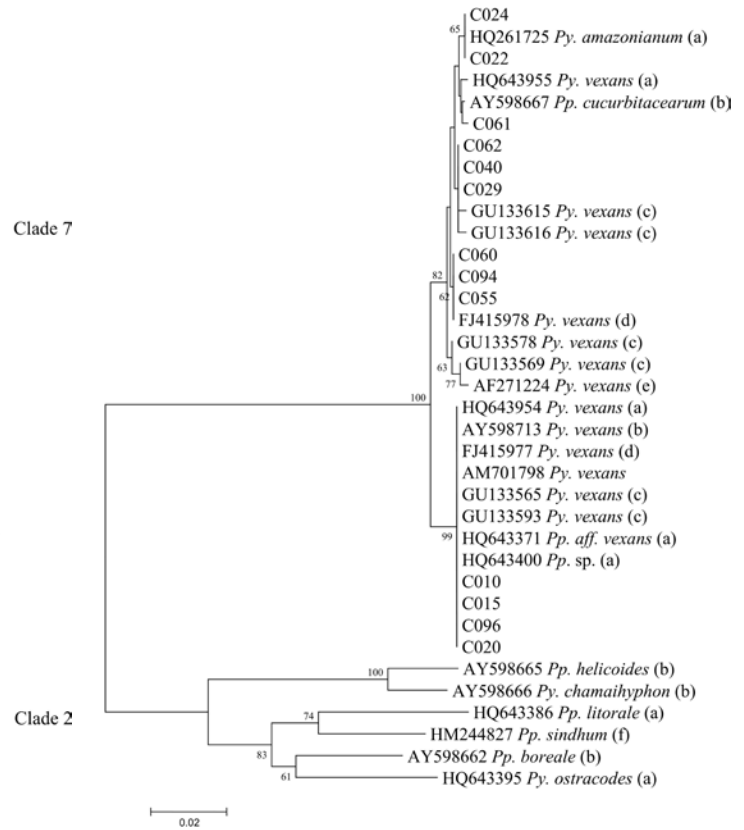 C024
65
HQ261725 Py. amazonianum (a)
C022
HQ643955 Py. vexans (a)
AY598667 Pp. cucurbitacearum (b)
C061
C062
C040
C029
GU133615 Py. vexans (c)
Clade 7
GU133616 Py. vexans (c)
C060
C094
82
C055
62
FJ415978 Py. vexans (d)
GU133578 Py. vexans (c)
GU133569 Py. vexans (c)
63
77
AF271224 Py. vexans (e)
100
HQ643954 Py. vexans (a)
AY598713 Py. vexans (b)
FJ415977 Py. vexans (d)
AM701798 Py. vexans
GU133565 Py. vexans (c)
GU133593 Py. vexans (c)
99
HQ643371 Pp. aff. vexans (a)
HQ643400 Pp. sp. (a)
C010
C015
C096
C020
100
AY598665 Pp. helicoides (b)
AY598666 Py. chamaihyphon (b)
Clade 2
74
HQ643386 Pp. litorale (a)
HM244827 Pp. sindhum (f)
83
AY598662 Pp. boreale (b)
61
HQ643395 Py. ostracodes (a)
0.02